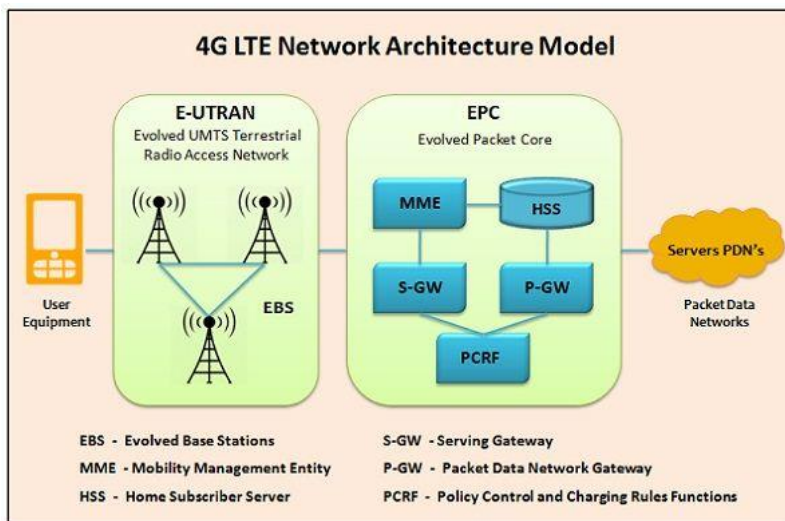 4G LTE Network Architecture Model
E-UTRAN
Evolved UMTS Terrestrial
Radio Access Network
EBS
User
Equipment
EPC
Evolved Packet Core
MME
HSS
S-GW
P-GW
PCRF
Servers PDN's
Packet Data
Networks
EBS - Evolved Base Stations
MME - Mobility Management Entity
HSS - Home Subscriber Server
S-GW - Serving Gateway
P-GW - Packet Data Network Gateway
PCRF - Policy Control and Charging Rules Functions